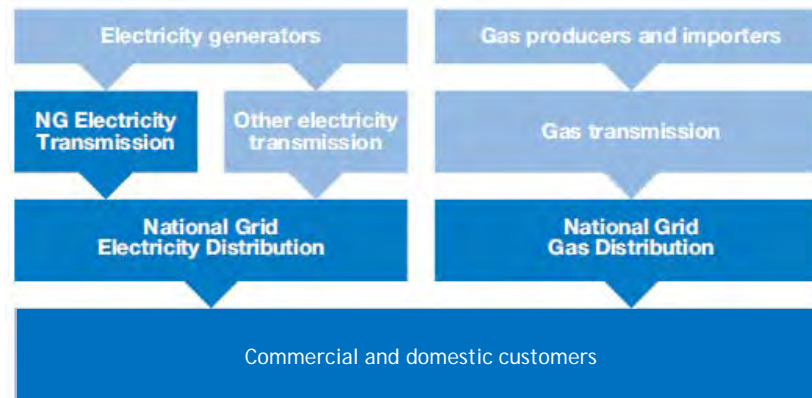 Electricity generators
Gas producers and importers
NG Electricity
Transmission
Other electricity
transmission
Gas transmission
National Grid
Electricity Distribution
National Grid
Gas Distribution
Commercial and domestic customers